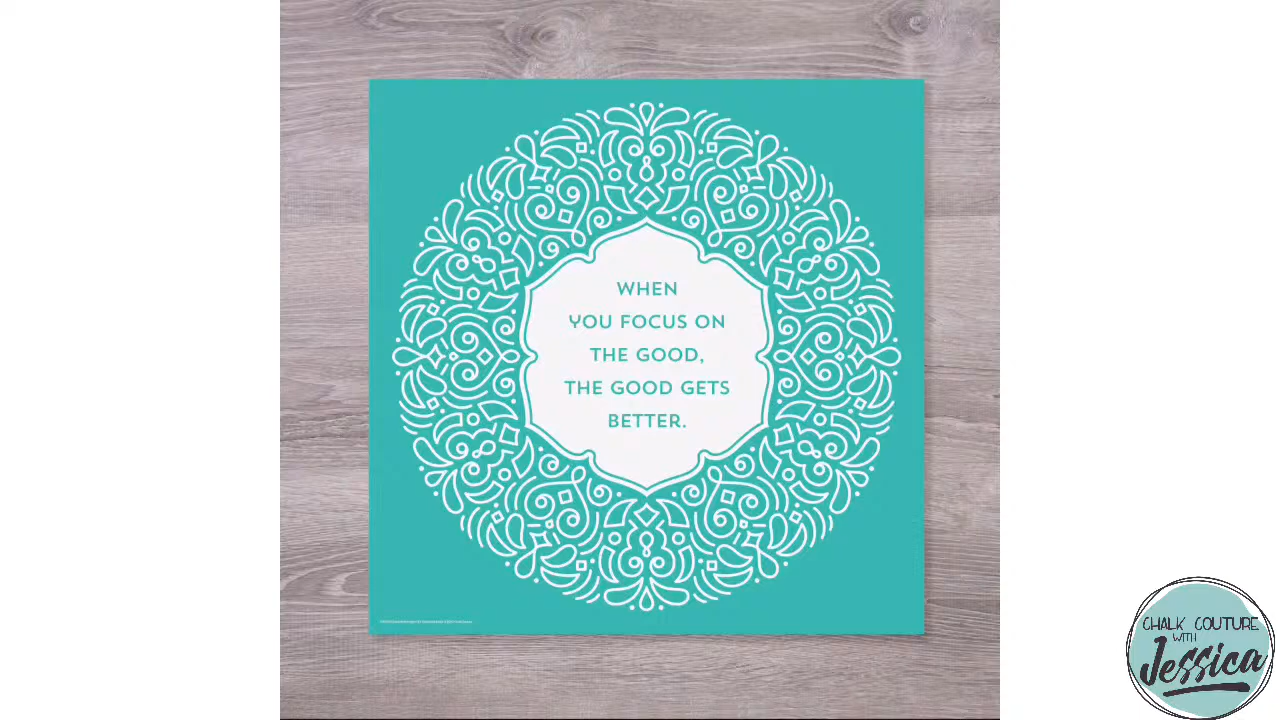 WHEN
YOU FOCUS ON
THE GOOD,
THE GOOD GETS
BETTER.
CHALK COUTURE
WITH
Jessica